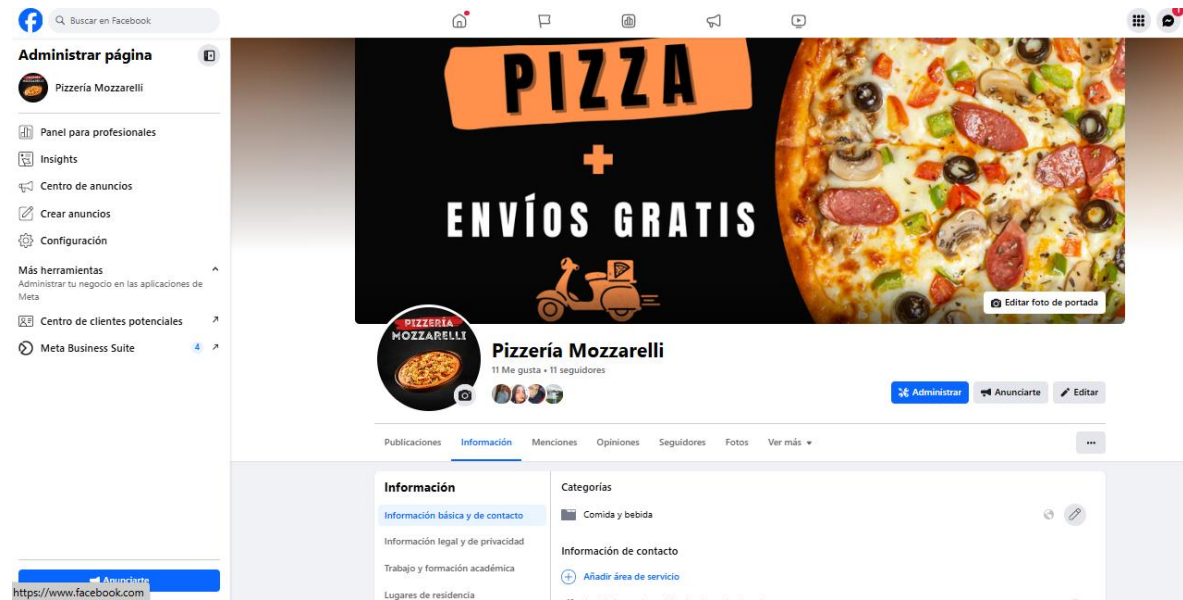 Buscar en Facebook
1
Administrar página
Pizzería Mozzarelli
Panel para profesionales
Insights
Centro de anuncios
Crear anuncios
Configuración
Más herramientas
Administrar tu negocio en las aplicaciones de
Meta
Centro de clientes potenciales
Meta Business Suite 4
Anunciarte
https://www.facebook.com
PIZZA
+
ENVÍOS GRATIS
Editar foto de portada
PIZZERÍA
MOZZARELLI
Pizzería Mozzarelli
11 Me gusta • 11 seguidores
Administrar
Anunciarte
Editar
Publicaciones Información Menciones Opiniones Seguidores Fotos Ver más
Información
Información básica y de contacto
Información legal y de privacidad
Trabajo y formación académica
Lugares de residencia
Categorías
Comida y bebida
Información de contacto
Añadir área de servicio